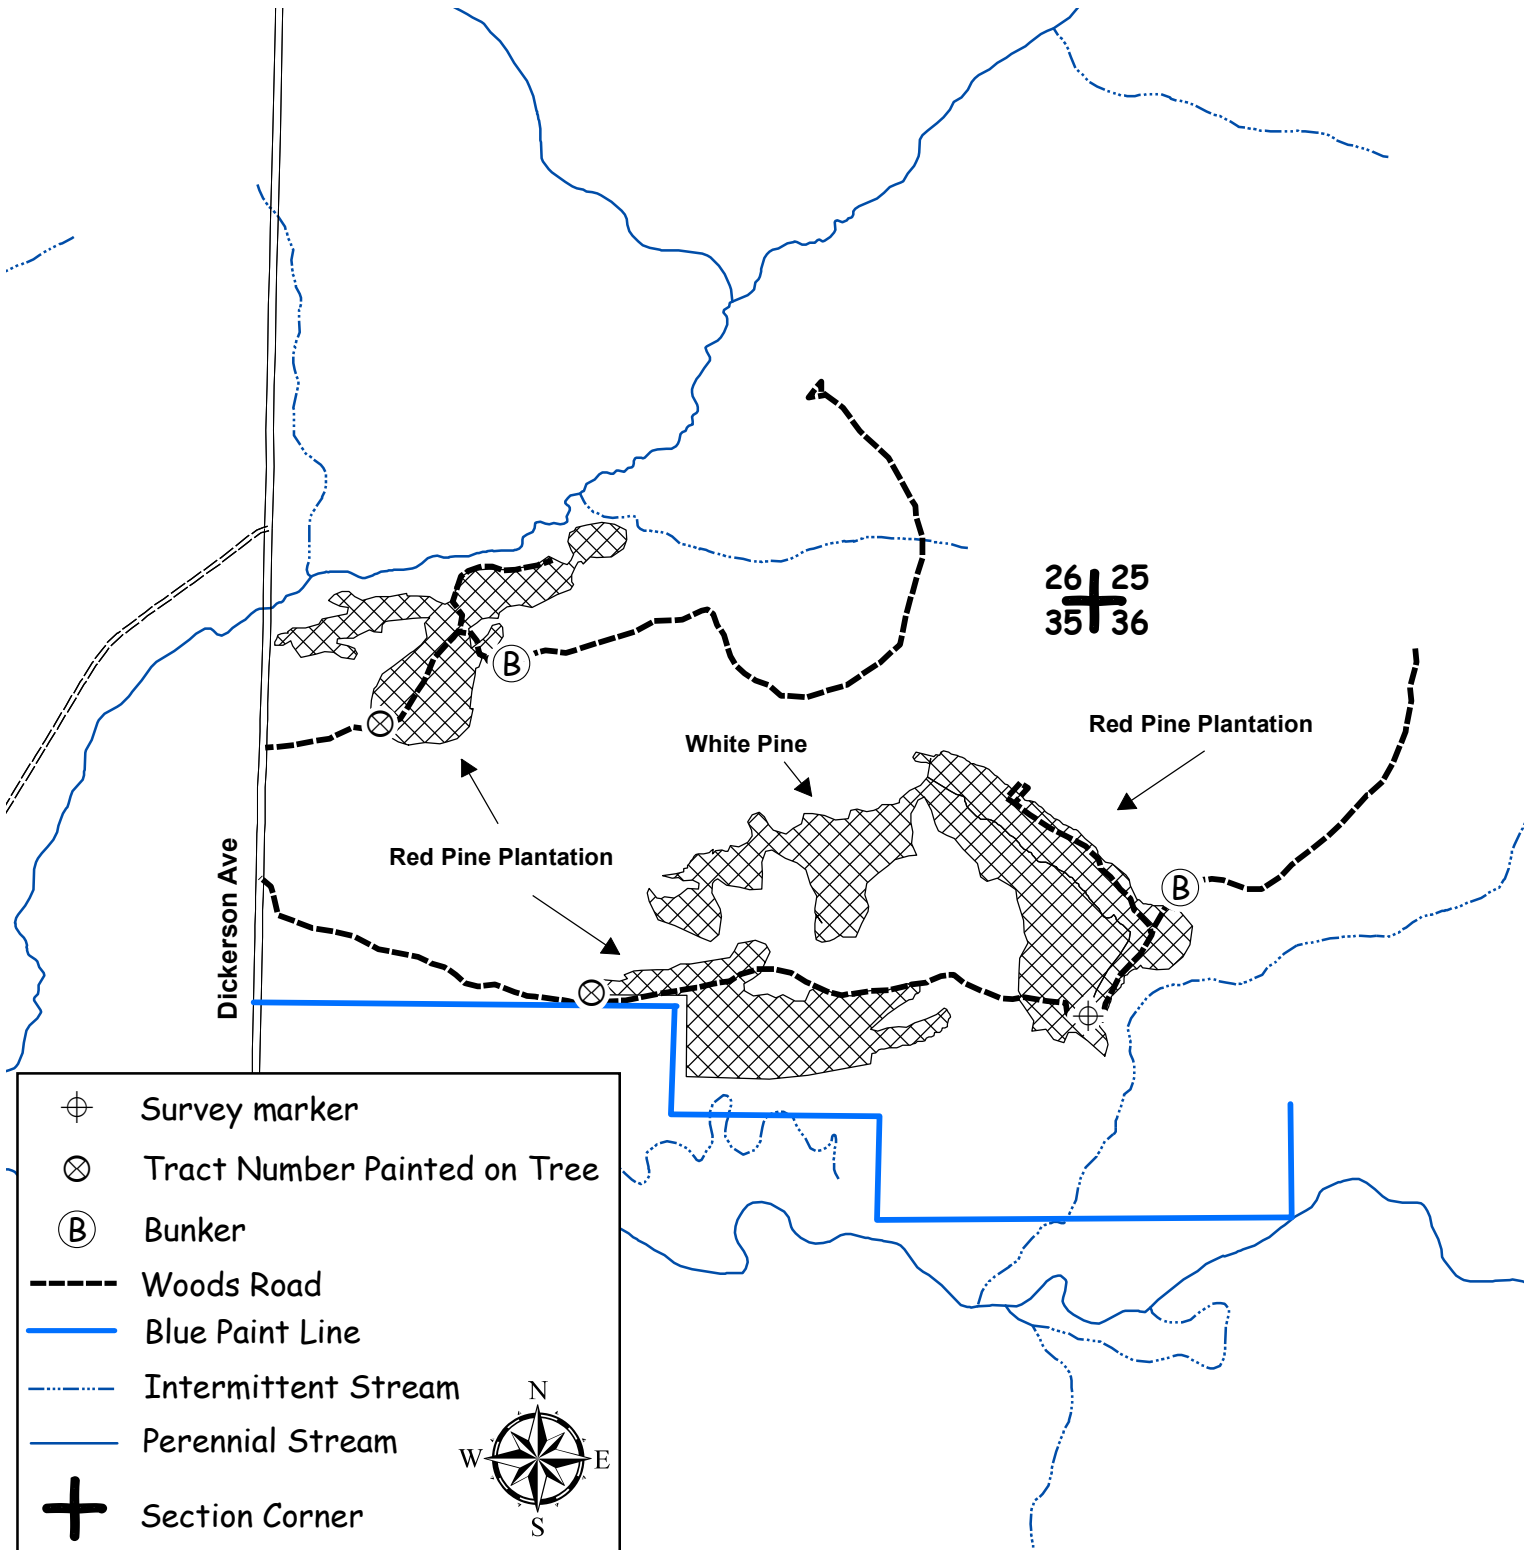 26 25
35 36
B
Red Pine Plantation
White Pine
Red Pine Plantation
B
Dickerson Ave
Survey marker
Tract Number Painted on Tree
B Bunker
Woods Road
Blue Paint Line
Intermittent Stream
Perennial Stream
Section Corner
N
W E
S